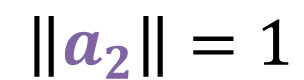 ‖a₂‖ = 1